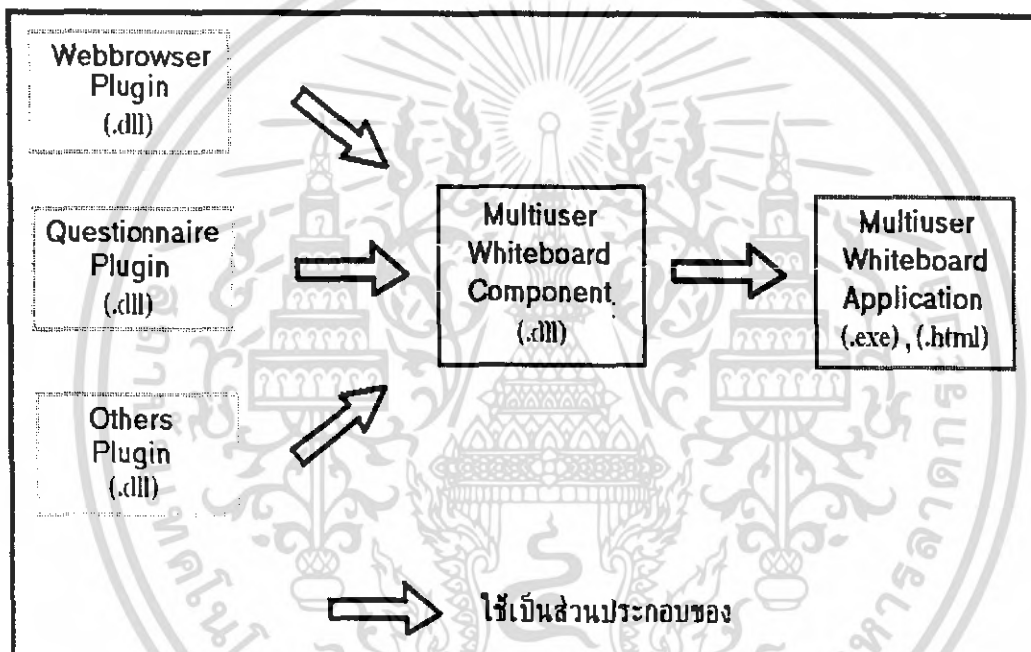 Webbrowser
Plugin
(.dll)
Questionnaire
Plugin
(.dll)
Others
Plugin
(.dll)
Multiuser
Whiteboard
Component
(.dll)
Multiuser
Whiteboard
Application
(.exe) , (.html)
ใช้เป็นส่วนประกอบของ